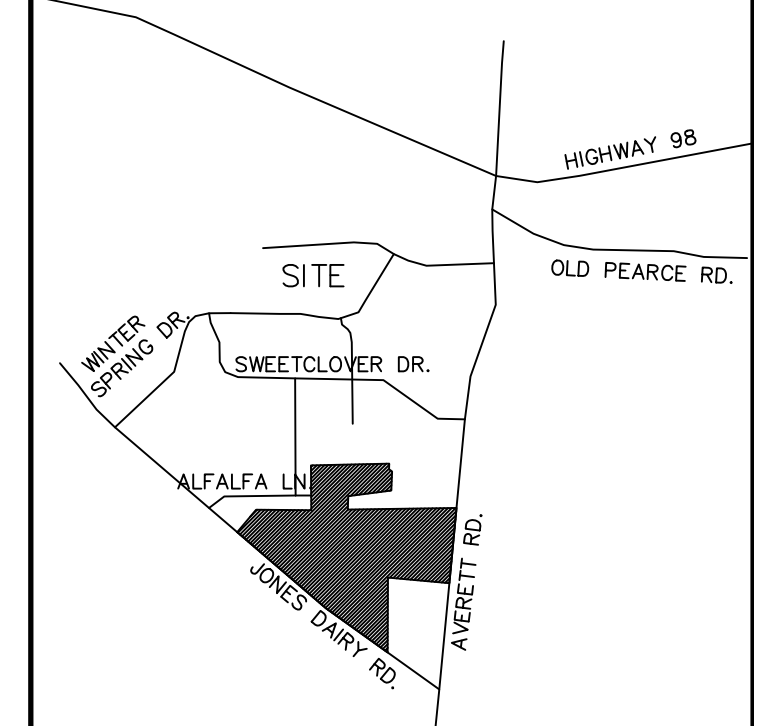 HIGHWAY 98
OLD PEARCE RD.
SITE
WINTER
SPRING DR.
SWEETCLOVER DR.
ALFALFA LN.
AVERETT RD.
JONES DAIRY RD.